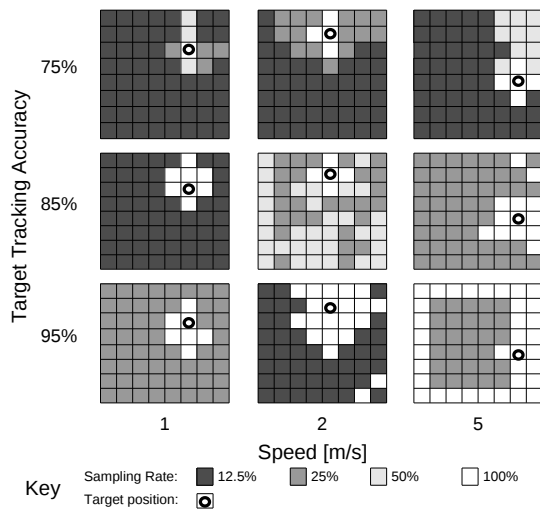 Target Tracking Accuracy
75%
85%
95%
1 2 5
Speed [m/s]
Key
Sampling Rate: 12.5% 25% 50% 100%
Target position: